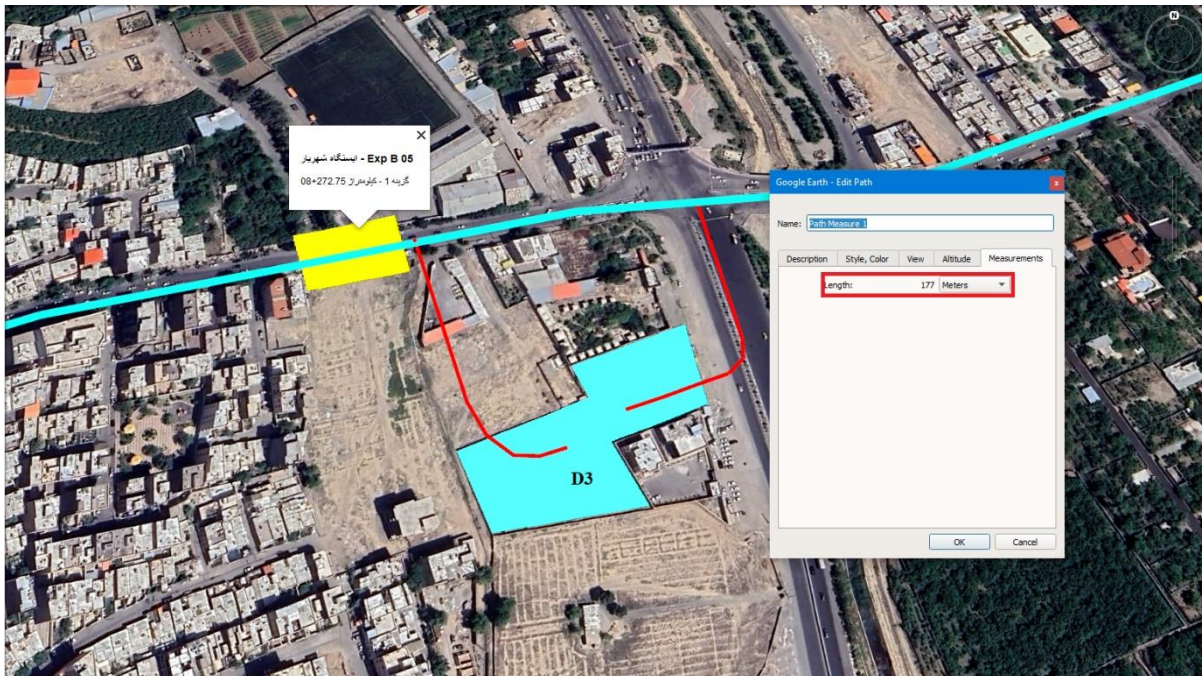 N
×
Exp B 05 - ایستگاه شهریار
گزینه 1 - کیلومتراژ 08+272.75
Google Earth - Edit Path
x
Name: Path Measure 1
Description Style, Color View Altitude Measurements
Length: 177 Meters
D3
OK Cancel